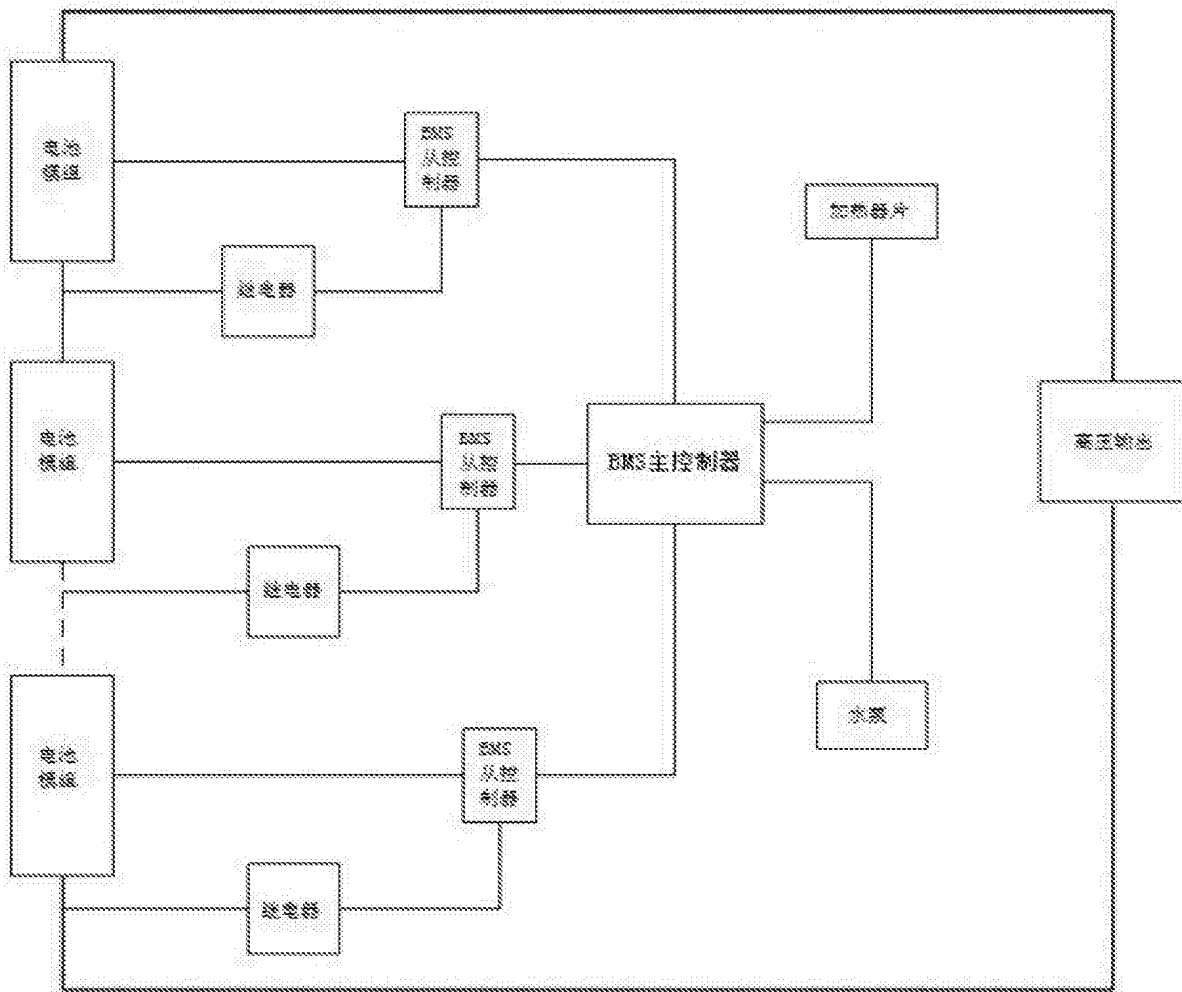 电池
模组
BMS
从控
制器
加热器片
继电器
电池
模组
BMS
从控
制器
BMS主控制器
高压输出
继电器
水泵
电池
模组
BMS
从控
制器
继电器